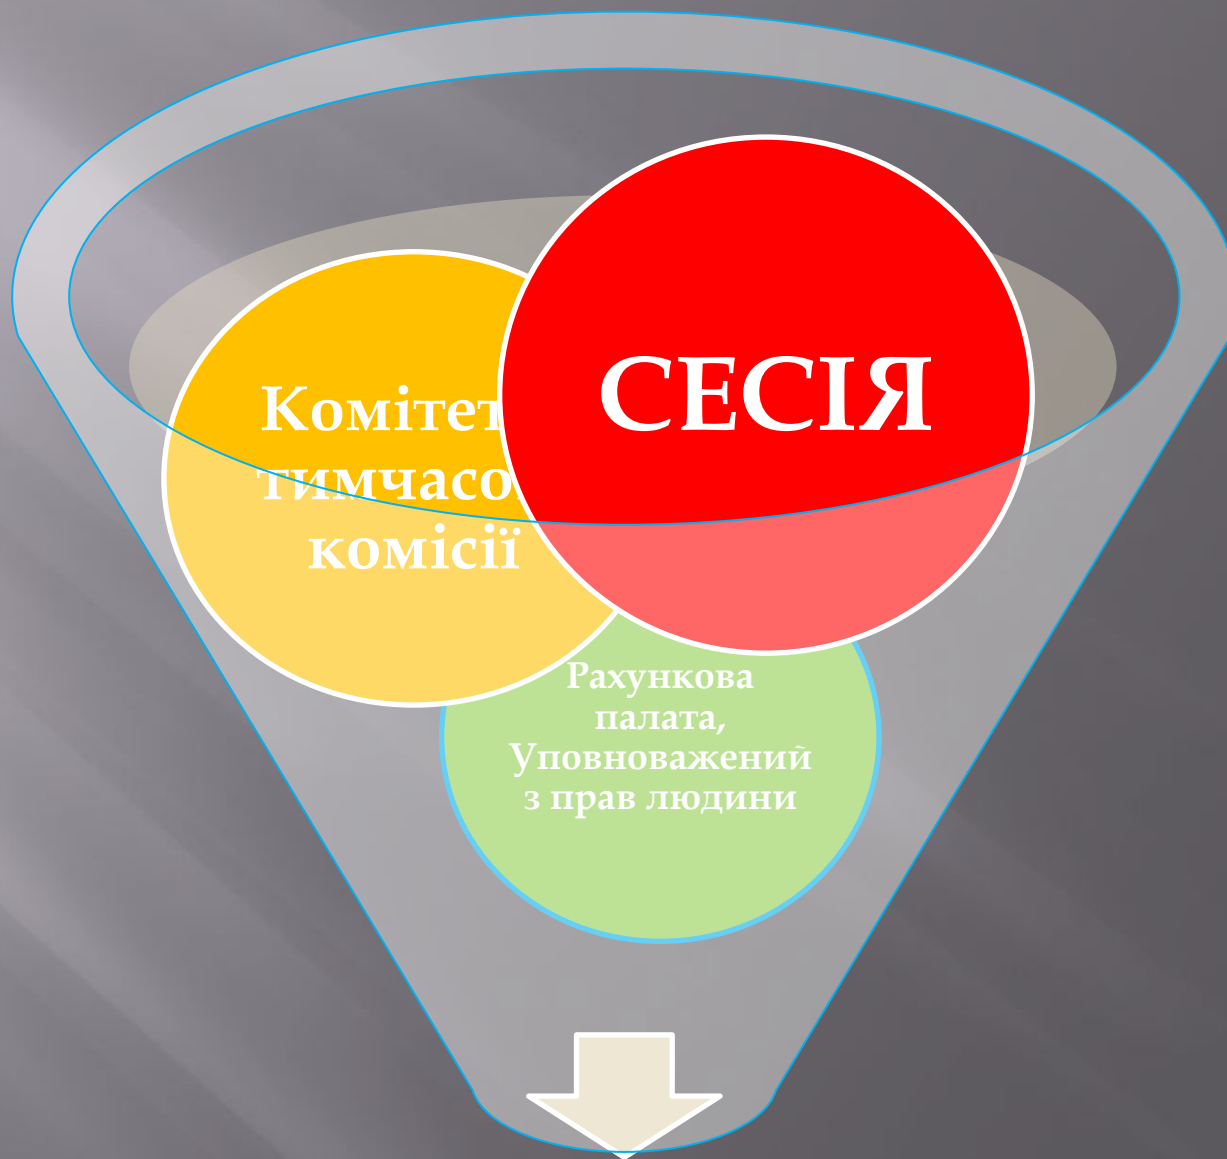 СЕСІЯ
Комітет
тимчасо
комісії
Рахункова
палата,
Уповноважений
з прав людини